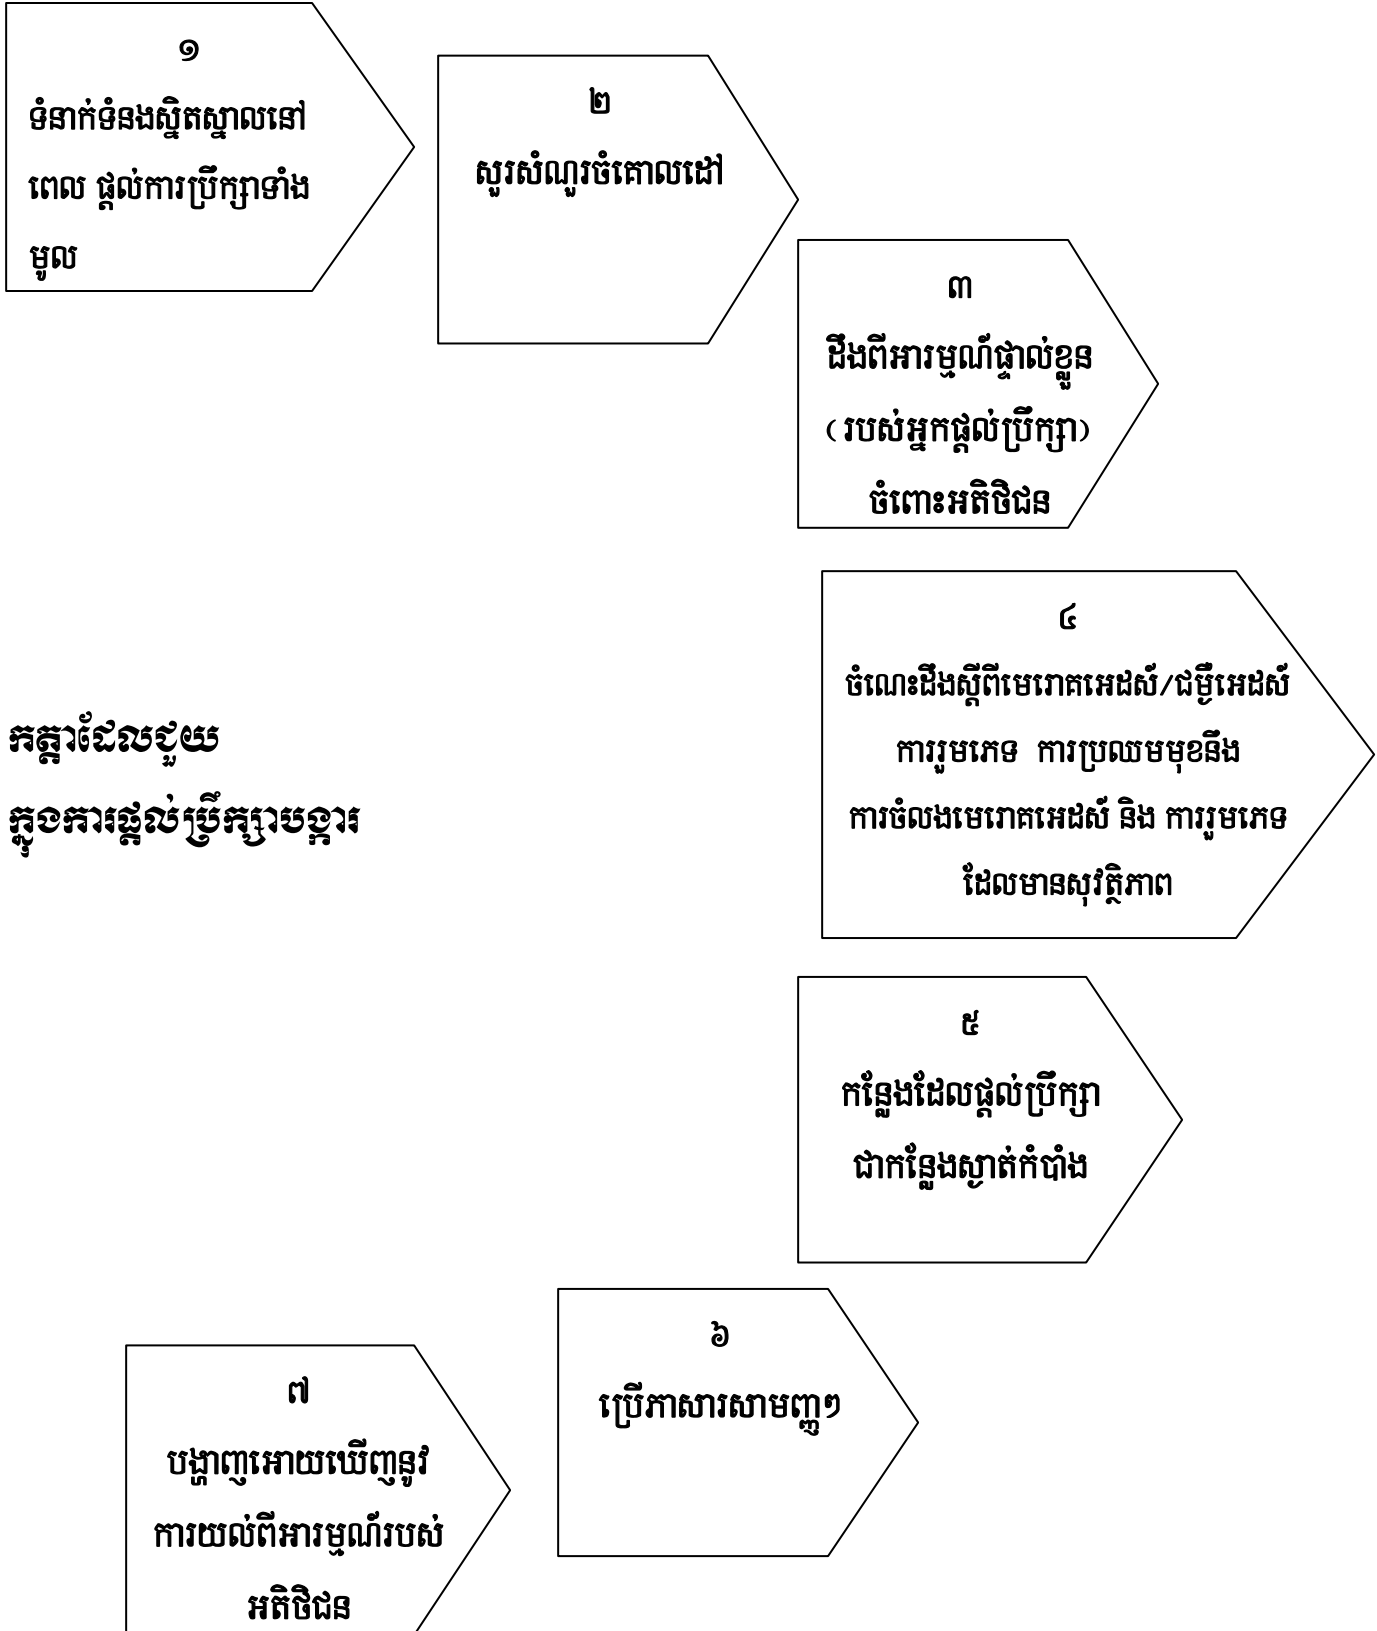 ១
ទំនាក់ទំនងស្និតស្នាលនៅ
ពេល ផ្តល់ការប្រឹក្សាទាំង
មូល
២
សួរសំណួរចំគោលដៅ
៣
ដឹងពីអារម្មណ៍ផ្ទាល់ខ្លួន
(របស់អ្នកផ្តល់ប្រឹក្សា)
ចំពោះអតិថិជន
៤
ចំណេះដឹងស្តីពីមេរោគអេដស៍/ជម្ងឺអេដស៍
ការរួមភេទ ការប្រឈមមុខនឹង
ការចំលងមេរោគអេដស៍ និង ការរួមភេទ
ដែលមានសុវត្ថិភាព
កត្តាដែលជួយ
ក្នុងការផ្តល់ប្រឹក្សាបង្ការ
៥
កន្លែងដែលផ្តល់ប្រឹក្សា
ជាកន្លែងស្ងាត់កំបាំង
៦
ប្រើភាសារសាមញ្ញៗ
៧
បង្ហាញអោយឃើញនូវ
ការយល់ពីអារម្មណ៍របស់
អតិថិជន